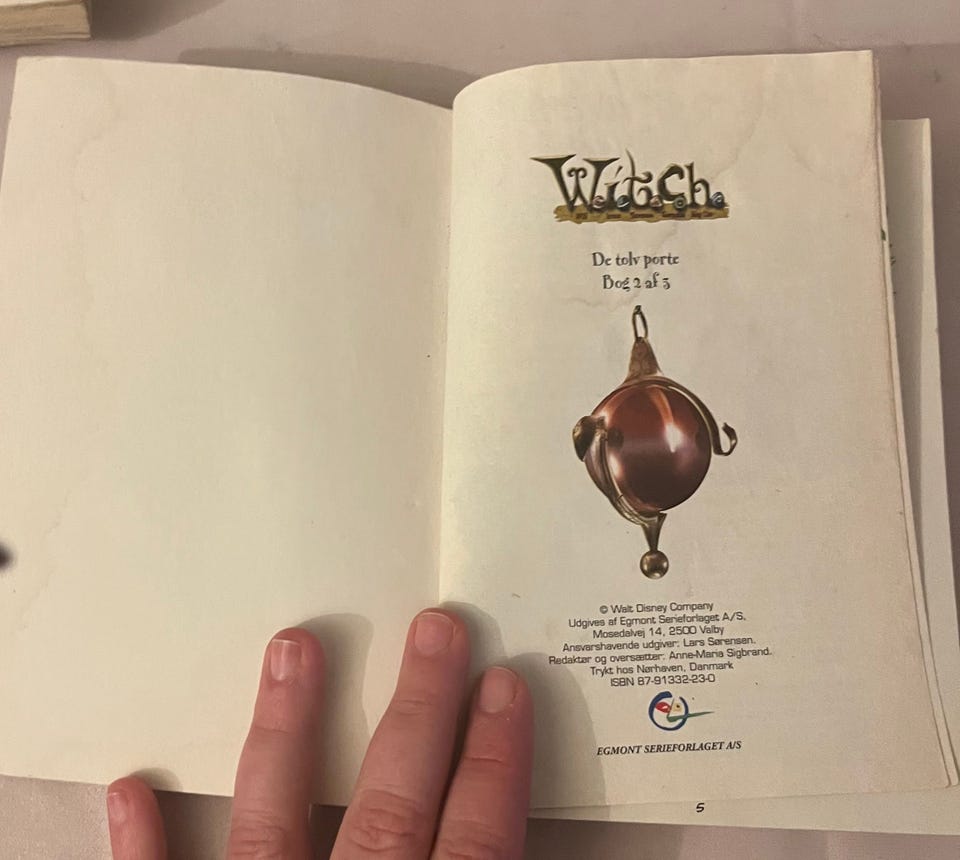 W.i.t.c.h.
De tolv porte
Bog 2 af 3
© Walt Disney Company
Udgives af Egmont Serieforlaget A/S,
Mosedalvej 14, 2500 Valby
Ansvarshavende udgiver: Lars Sørensen.
Redaktør og oversætter: Anne-Maria Sigbrand.
Trykt hos Nørhaven, Danmark
ISBN 87-91332-23-0
EGMONT SERIEFORLAGET A/S
5